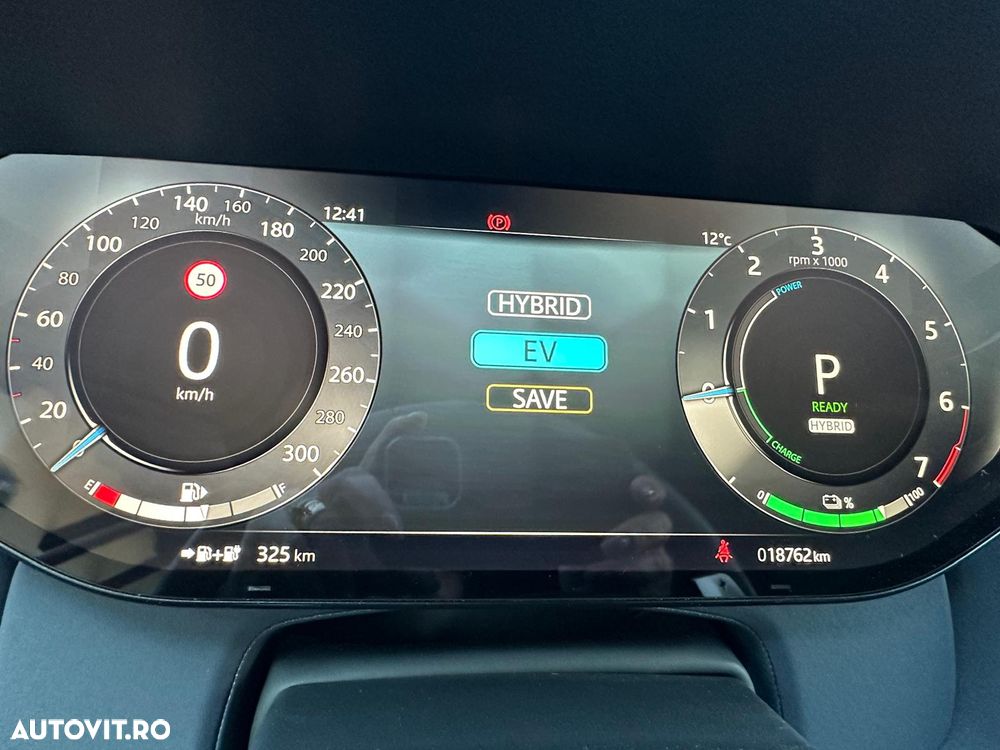 12:41
12°c
20
40
60
80
100
120
140
160
180
200
220
240
260
280
300
km/h
50
0
km/h
E
F
HYBRID
EV
SAVE
0
1
2
3
4
5
6
7
rpm x 1000
POWER
P
READY
HYBRID
CHARGE
0
%
100
+
325 km
018762km
AUTOVIT.RO